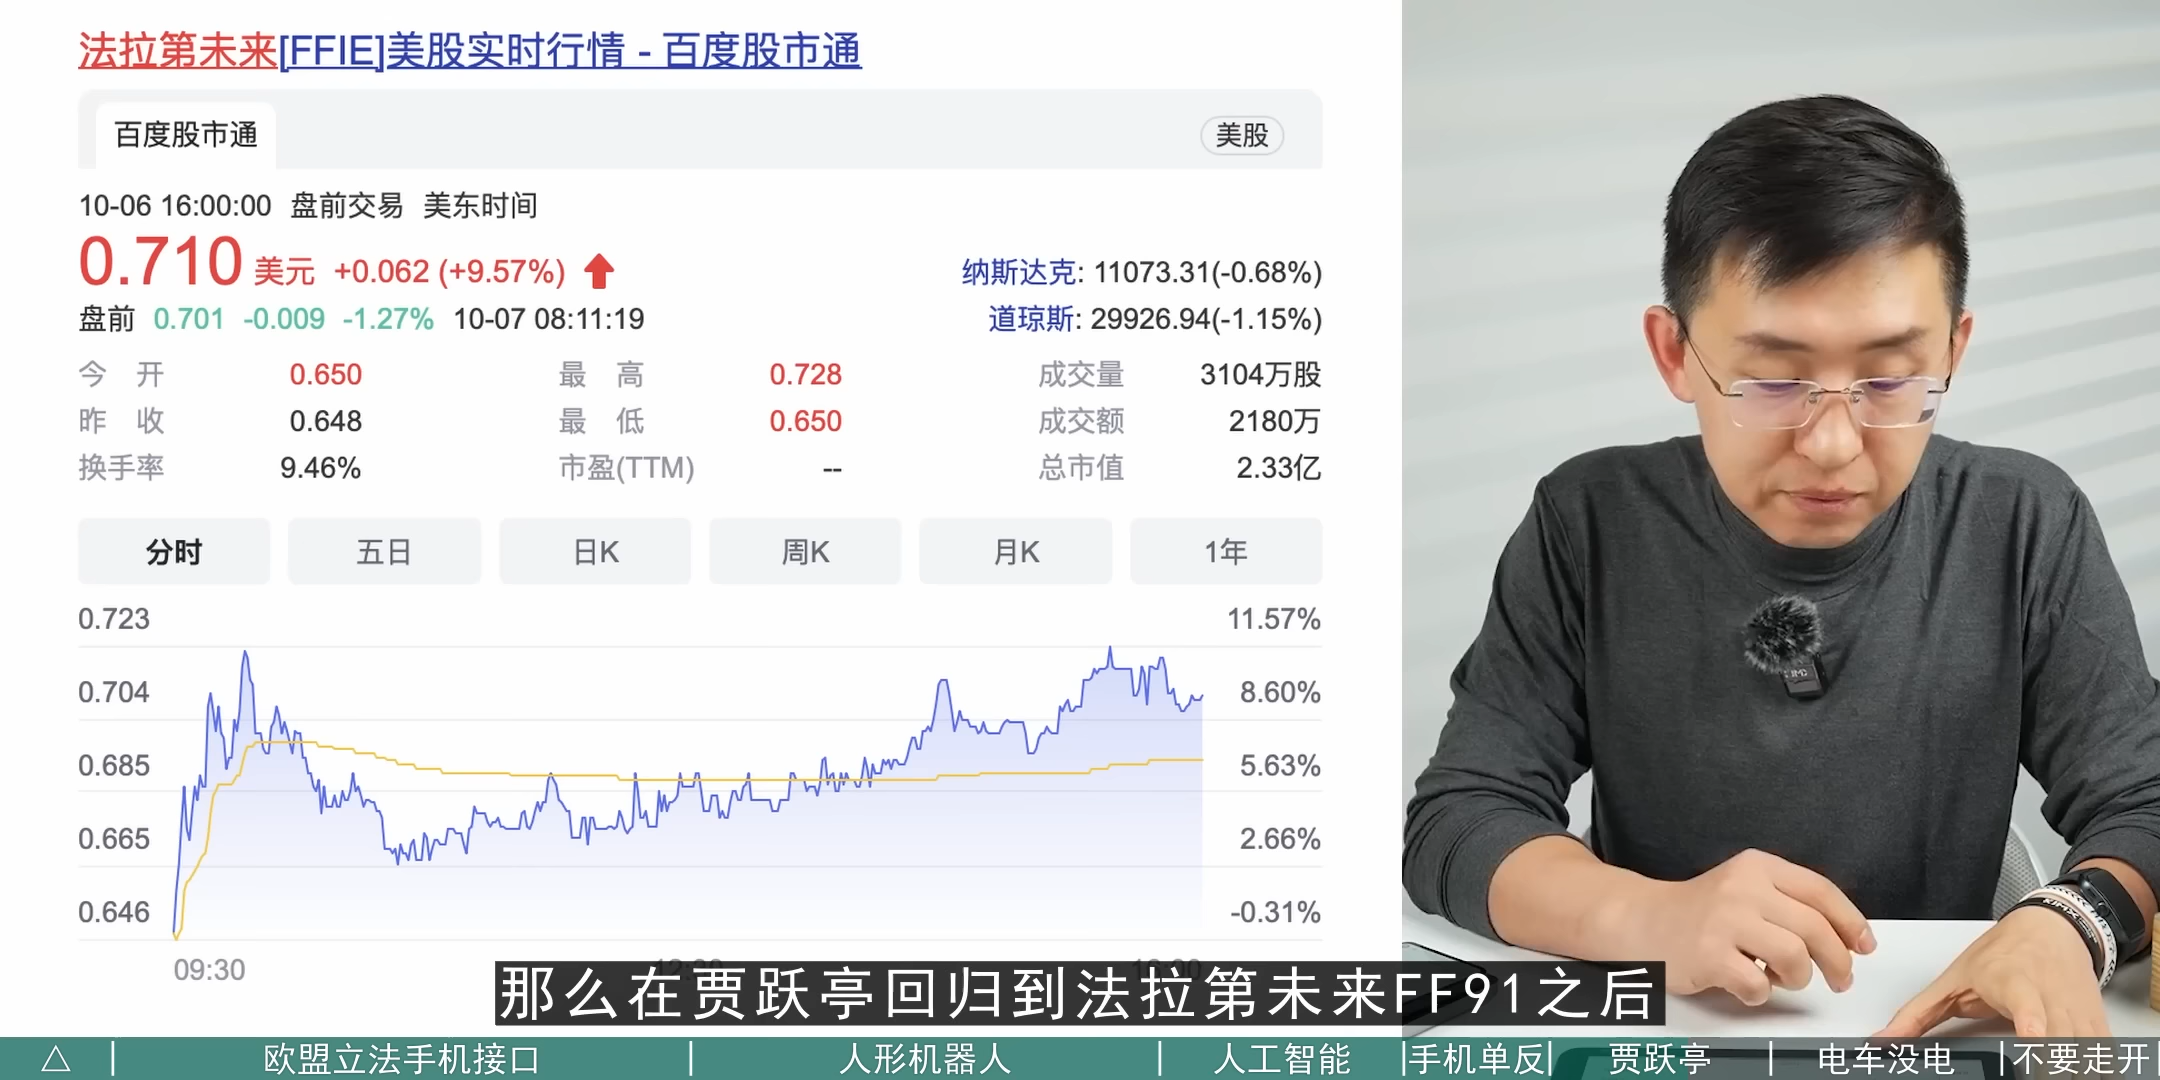 法拉第未来[FFIE]美股实时行情 - 百度股市通
百度股市通
美股
10-06 16:00:00 盘前交易 美东时间
0.710 美元 +0.062 (+9.57%)
纳斯达克: 11073.31(-0.68%)
盘前 0.701 -0.009 -1.27% 10-07 08:11:19
道琼斯: 29926.94(-1.15%)
今 开 0.650 最 高 0.728 成交量 3104万股
昨 收 0.648 最 低 0.650 成交额 2180万
换手率 9.46% 市盈(TTM) -- 总市值 2.33亿
分时 五日 日K 周K 月K 1年
0.723 11.57%
0.704 8.60%
0.685 5.63%
0.665 2.66%
0.646 -0.31%
09:30
那么在贾跃亭回归到法拉第未来FF91之后
△ | 欧盟立法手机接口 | 人形机器人 | 人工智能 |手机单反| 贾跃亭 | 电车没电 |不要走开|